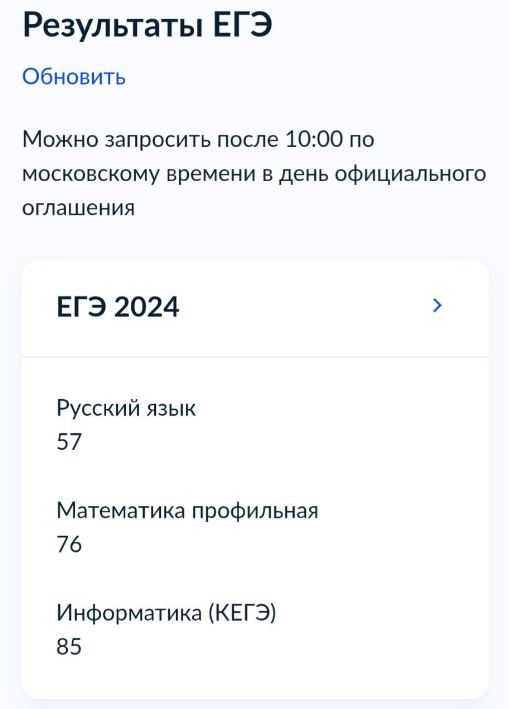 Результаты ЕГЭ
Обновить
Можно запросить после 10:00 по
московскому времени в день официального
оглашения
ЕГЭ 2024
Русский язык
57
Математика профильная
76
Информатика (КЕГЭ)
85